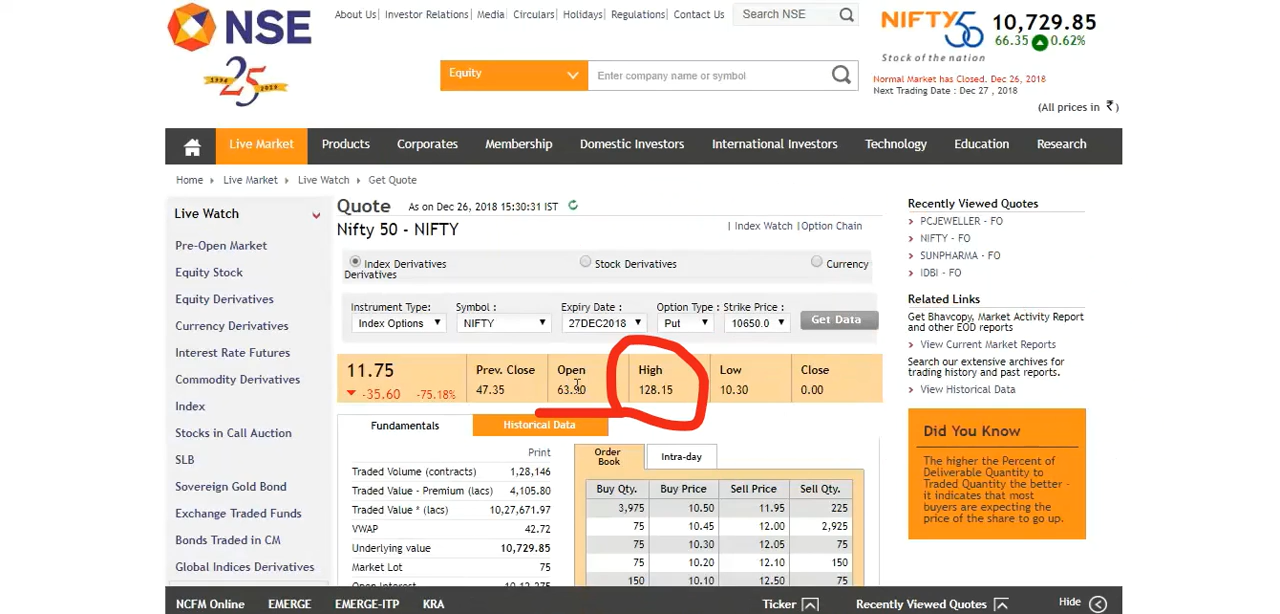 NSE
1994 25 2019
About Us | Investor Relations | Media | Circulars | Holidays | Regulations | Contact Us
Search NSE
Equity
Enter company name or symbol
NIFTY 50
Stock of the nation
10,729.85
66.35 0.62%
Normal Market has Closed. Dec 26, 2018
Next Trading Date : Dec 27 , 2018
(All prices in ₹)
Live Market Products Corporates Membership Domestic Investors International Investors Technology Education Research
Home Live Market Live Watch Get Quote
Live Watch
Pre-Open Market
Equity Stock
Equity Derivatives
Currency Derivatives
Interest Rate Futures
Commodity Derivatives
Index
Stocks in Call Auction
SLB
Sovereign Gold Bond
Exchange Traded Funds
Bonds Traded in CM
Global Indices Derivatives
Quote As on Dec 26, 2018 15:30:31 IST
Nifty 50 - NIFTY
| Index Watch |Option Chain
Index Derivatives Stock Derivatives Currency
Derivatives
Instrument Type: Symbol : Expiry Date : Option Type : Strike Price :
Index Options NIFTY 27DEC2018 Put 10650.0 Get Data
11.75 Prev. Close Open High Low Close
-35.60 -75.18% 47.35 63.90 128.15 10.30 0.00
Fundamentals Historical Data
Print
Traded Volume (contracts) 1,28,146
Traded Value - Premium (lacs) 4,105.80
Traded Value * (lacs) 10,27,671.97
VWAP 42.72
Underlying value 10,729.85
Market Lot 75
Order Book Intra-day
Buy Qty. Buy Price Sell Price Sell Qty.
3,975 10.50 11.95 225
75 10.45 12.00 2,925
75 10.30 12.05 75
75 10.20 12.10 150
150 10.10 12.50 75
Recently Viewed Quotes
PCJEWELLER - FO
NIFTY - FO
SUNPHARMA - FO
IDBI - FO
Related Links
Get Bhavcopy, Market Activity Report
and other EOD reports
View Current Market Reports
Search our extensive archives for
trading history and past reports.
View Historical Data
Did You Know
The higher the Percent of
Deliverable Quantity to
Traded Quantity the better -
it indicates that most
buyers are expecting the
price of the share to go up.
NCFM Online EMERGE EMERGE-ITP KRA Ticker Recently Viewed Quotes Hide